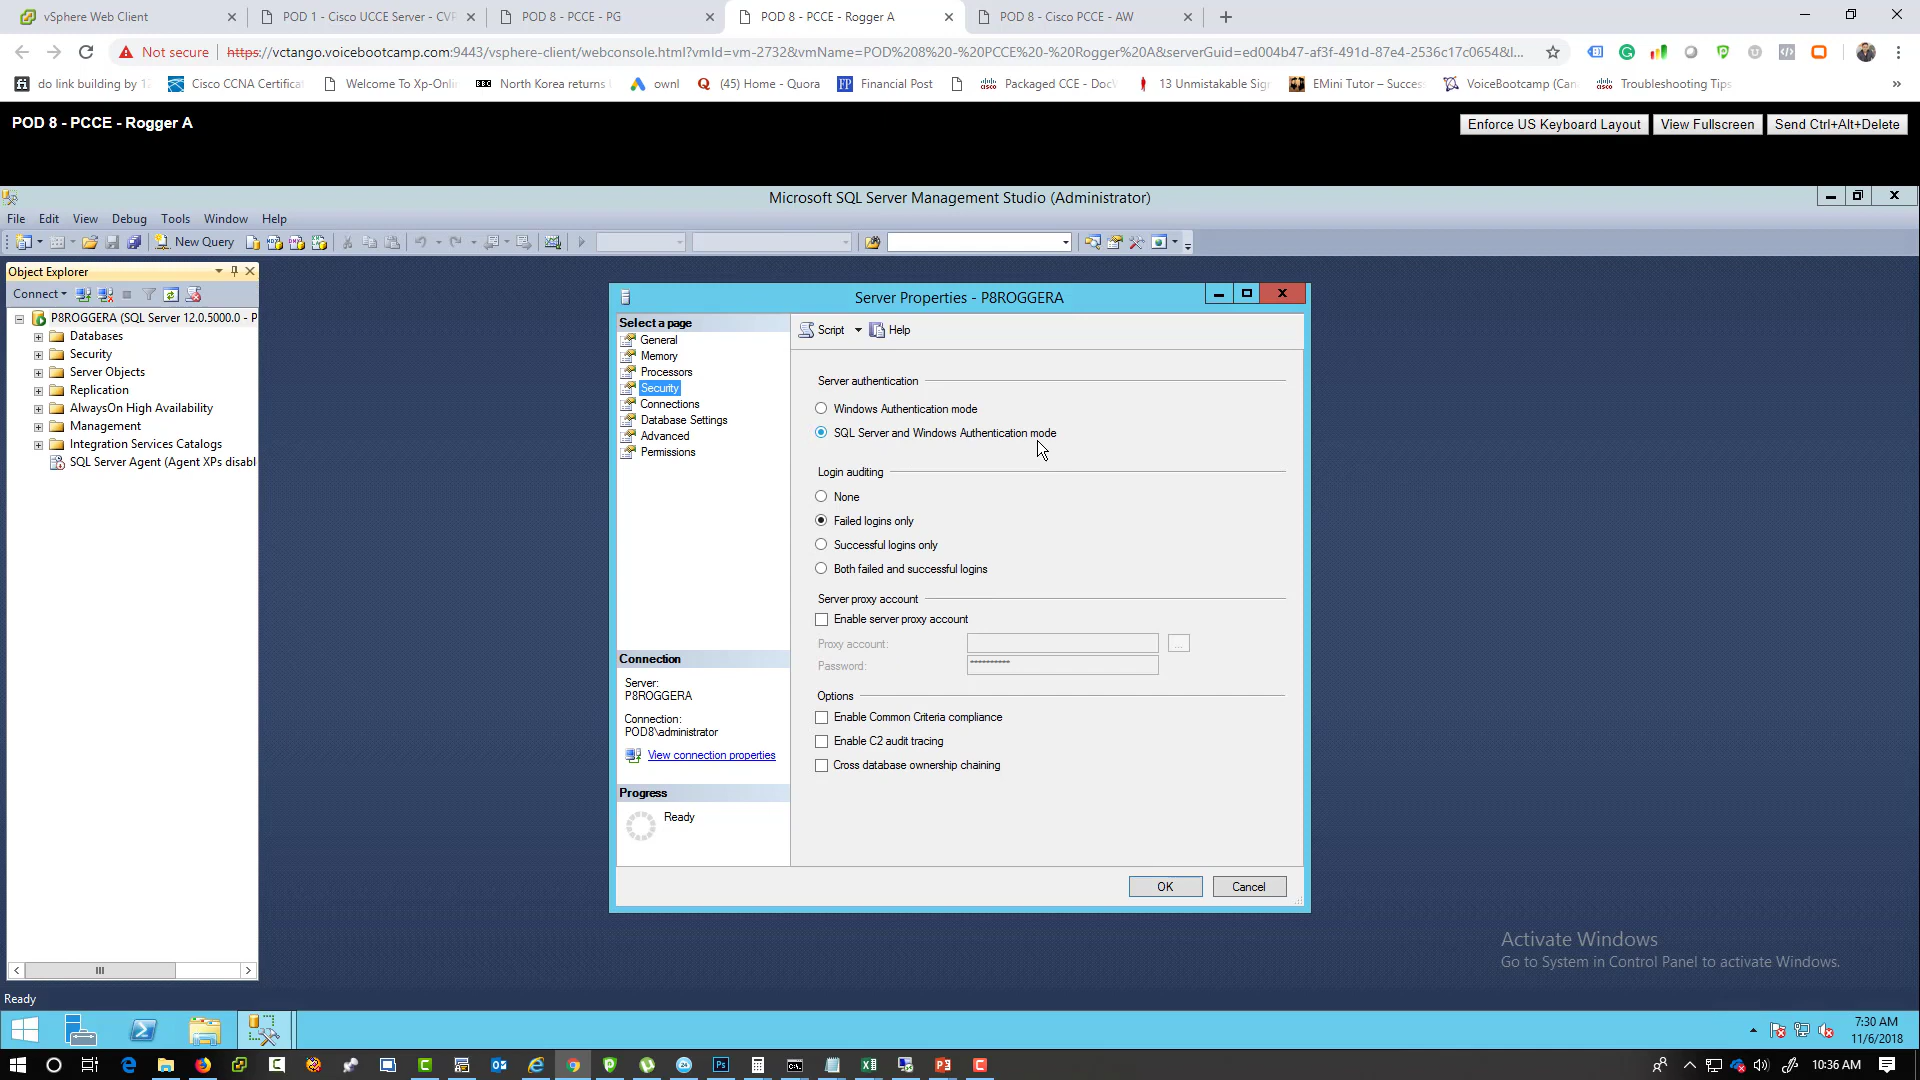 vSphere Web Client
POD 1 - Cisco UCCE Server - CVP
POD 8 - PCCE - PG
POD 8 - PCCE - Rogger A
POD 8 - Cisco PCCE - AW
Not secure
https://vctango.voicebootcamp.com:9443/vsphere-client/webconsole.html?vmId=vm-2732&vmName=POD%208%20-%20PCCE%20-%20Rogger%20A&serverGuid=ed004b47-af3f-491d-87e4-2536c17c0654&l...
do link building by 1
Cisco CCNA Certifica
Welcome To Xp-Onli
BBC
North Korea returns
ownl
(45) Home - Quora
FP
Financial Post
cisco
Packaged CCE - Doc
13 Unmistakable Sig
EMini Tutor – Succes
VoiceBootcamp (Can
cisco
Troubleshooting Tips
»
POD 8 - PCCE - Rogger A
Enforce US Keyboard Layout
View Fullscreen
Send Ctrl+Alt+Delete
Microsoft SQL Server Management Studio (Administrator)
File Edit View Debug Tools Window Help
New Query
Object Explorer
Connect
P8ROGGERA (SQL Server 12.0.5000.0 - P
Databases
Security
Server Objects
Replication
AlwaysOn High Availability
Management
Integration Services Catalogs
SQL Server Agent (Agent XPs disabl
Server Properties - P8ROGGERA
Select a page
General
Memory
Processors
Security
Connections
Database Settings
Advanced
Permissions
Connection
Server:
P8ROGGERA
Connection:
POD8\administrator
View connection properties
Progress
Ready
Script
Help
Server authentication
Windows Authentication mode
SQL Server and Windows Authentication mode
Login auditing
None
Failed logins only
Successful logins only
Both failed and successful logins
Server proxy account
Enable server proxy account
Proxy account:
...
Password:
**********
Options
Enable Common Criteria compliance
Enable C2 audit tracing
Cross database ownership chaining
OK
Cancel
Activate Windows
Go to System in Control Panel to activate Windows.
Ready
7:30 AM
11/6/2018
10:36 AM